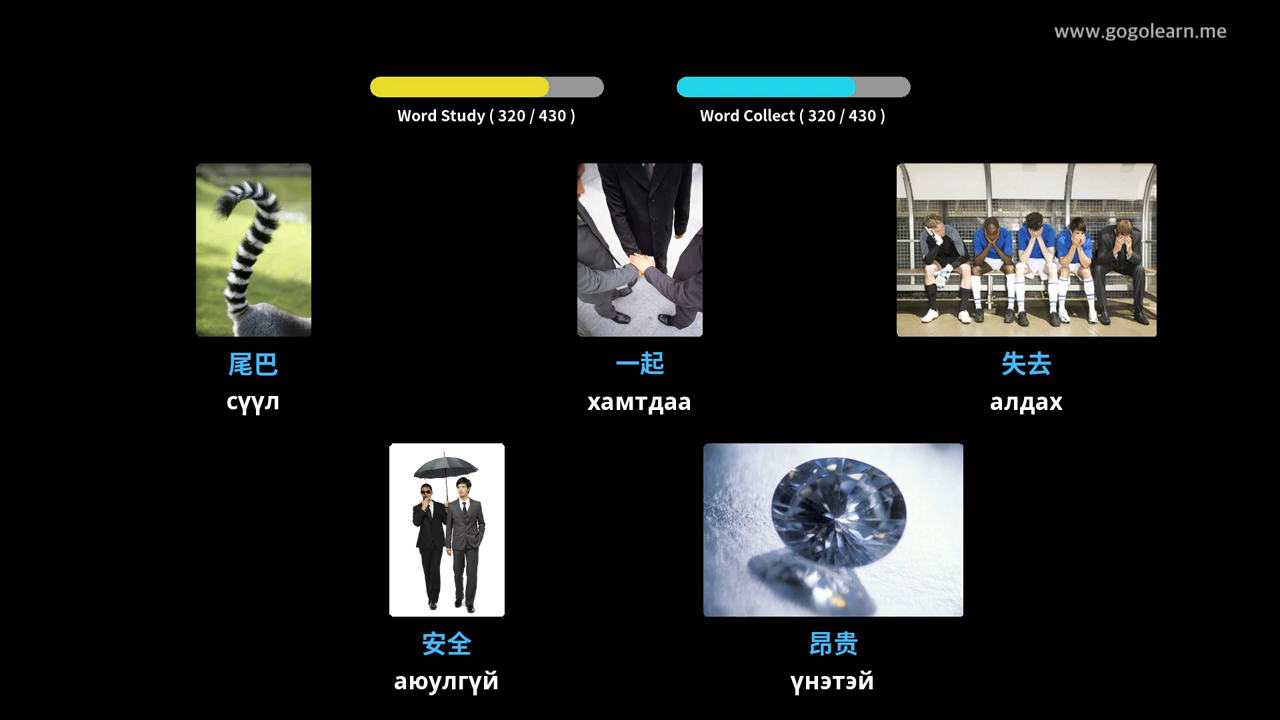 www.gogolearn.me
Word Study ( 320 / 430 )
Word Collect ( 320 / 430 )
尾巴
сүүл
一起
хамтдаа
失去
алдах
安全
аюулгүй
昂贵
үнэтэй